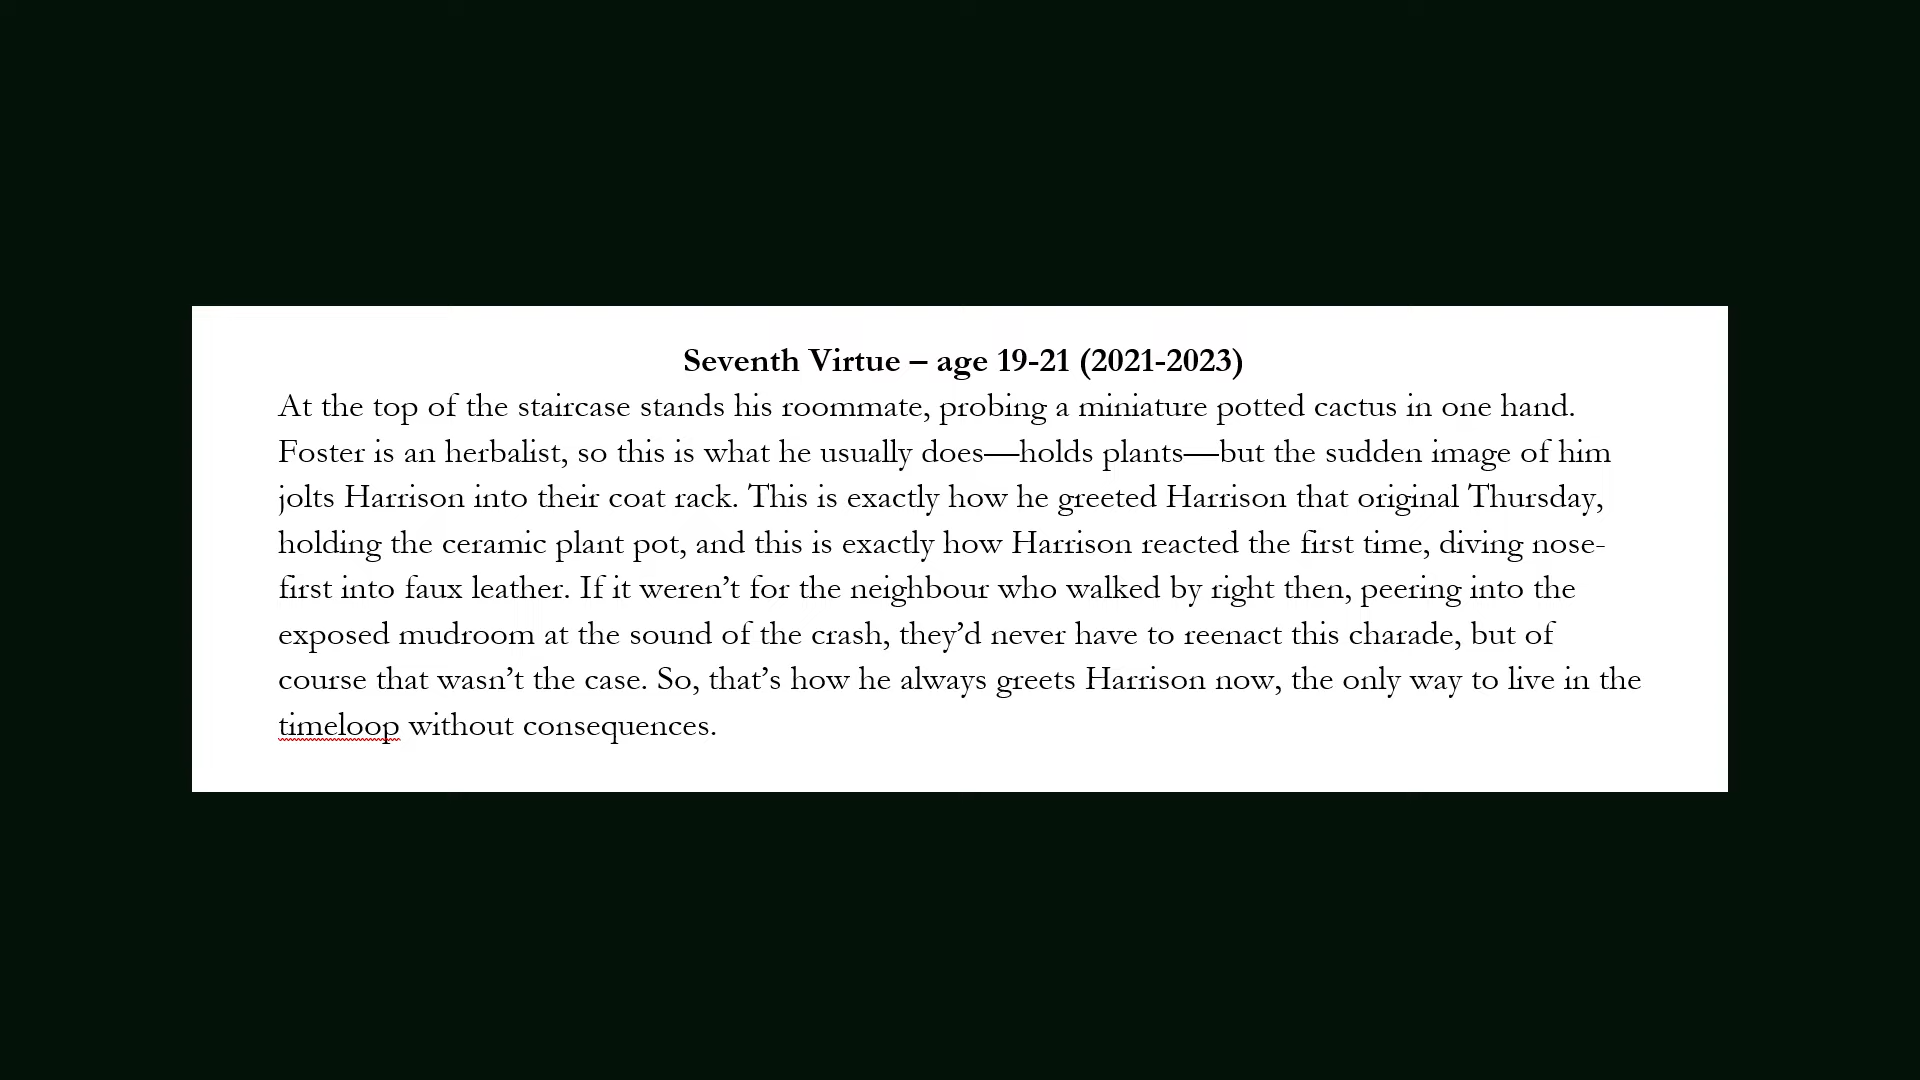 Seventh Virtue – age 19-21 (2021-2023)
At the top of the staircase stands his roommate, probing a miniature potted cactus in one hand.
Foster is an herbalist, so this is what he usually does—holds plants—but the sudden image of him
jolts Harrison into their coat rack. This is exactly how he greeted Harrison that original Thursday,
holding the ceramic plant pot, and this is exactly how Harrison reacted the first time, diving nose-
first into faux leather. If it weren’t for the neighbour who walked by right then, peering into the
exposed mudroom at the sound of the crash, they’d never have to reenact this charade, but of
course that wasn’t the case. So, that’s how he always greets Harrison now, the only way to live in the
timeloop without consequences.